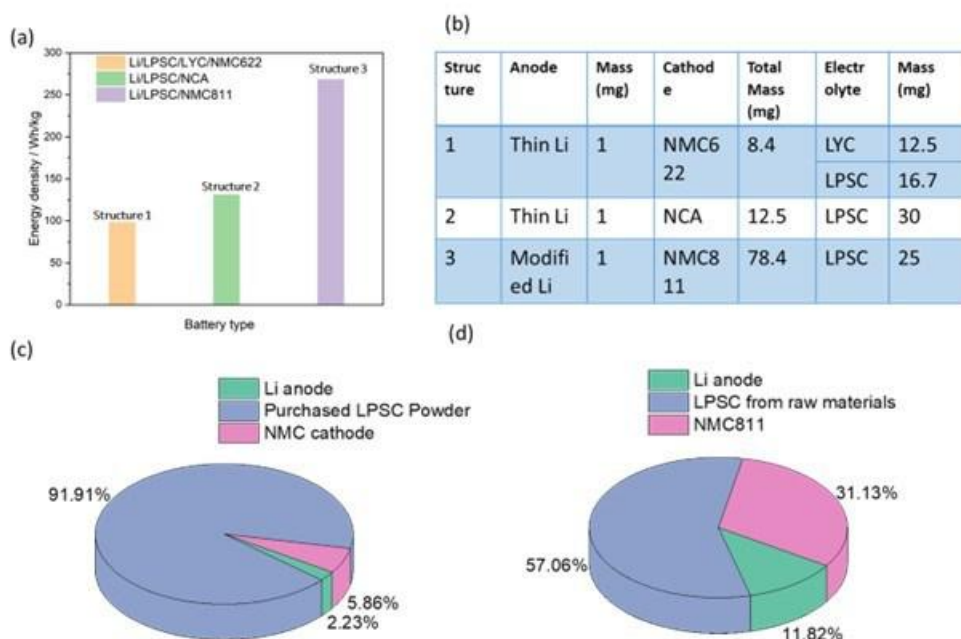 (a)
300
250
200
150
100
50
0
Energy density / Wh/kg
Li/LPSC/LYC/NMC622
Li/LPSC/NCA
Li/LPSC/NMC811
Structure 1
Structure 2
Structure 3
Battery type
(b)
Struc Anode Mass Cathod Total Electr Mass
ture (mg) e Mass olyte (mg)
(mg)
1 Thin Li 1 NMC6 8.4 LYC 12.5
22 LPSC 16.7
2 Thin Li 1 NCA 12.5 LPSC 30
3 Modifi 1 NMC8 78.4 LPSC 25
ed Li 11
(c)
Li anode
Purchased LPSC Powder
NMC cathode
91.91%
5.86%
2.23%
(d)
Li anode
LPSC from raw materials
NMC811
31.13%
57.06%
11.82%